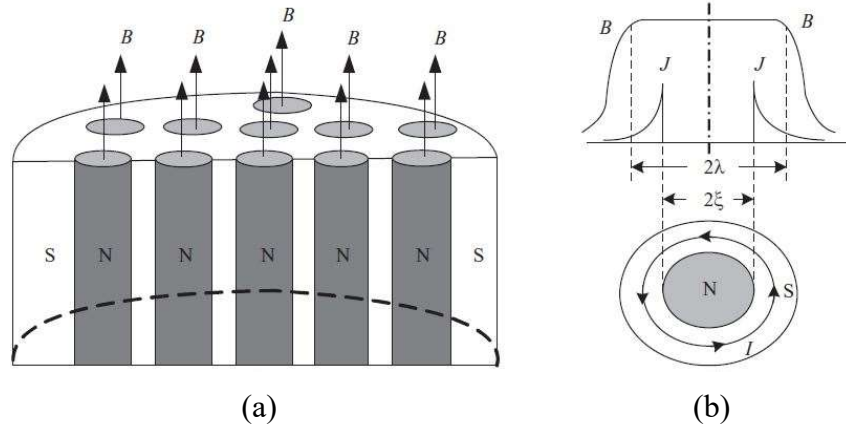 B B B B B
S N N N N N S
(a)
B B
J J
2λ
2ξ
N S
I
(b)